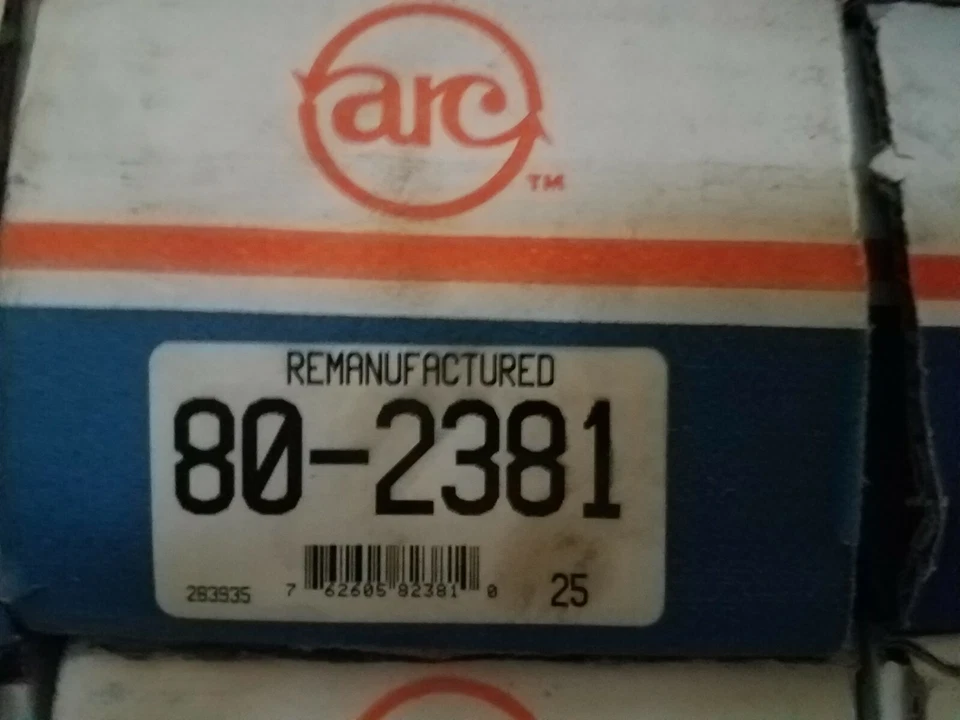 arc
TM
REMANUFACTURED
80-2381
283935
7 62605 82381 0
25